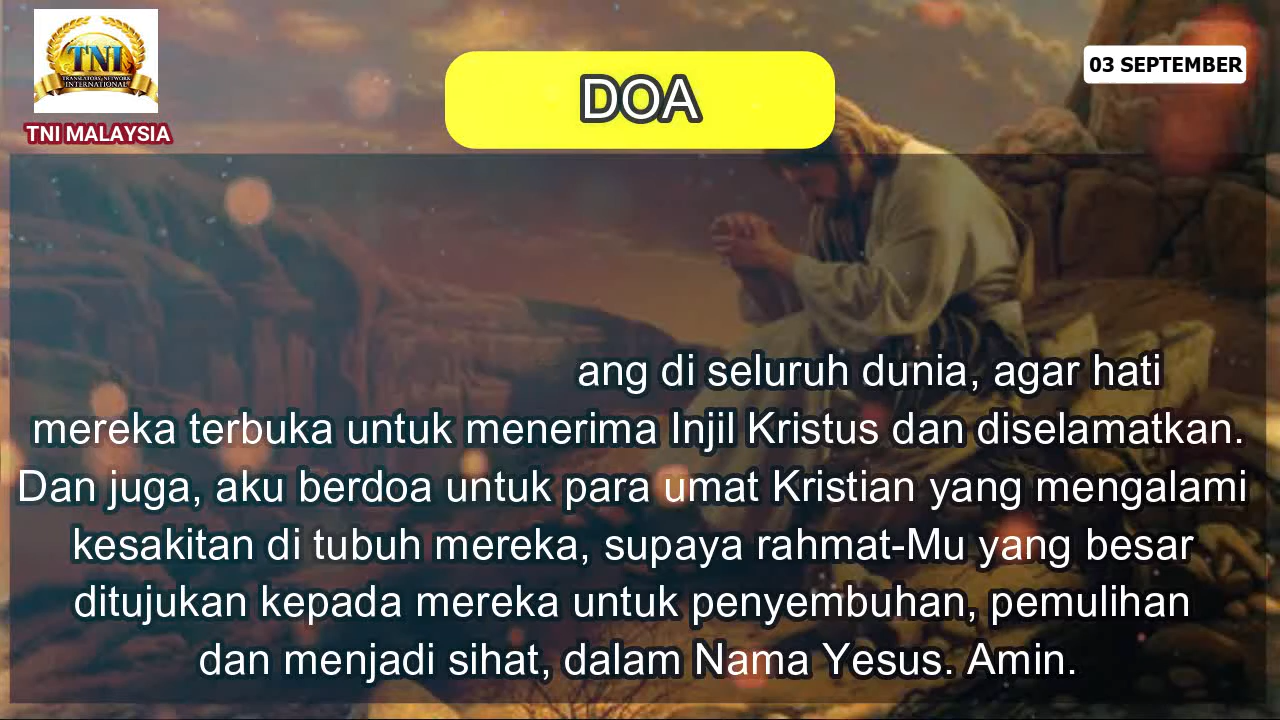 TNI
TRANSLATORS' NETWORK
INTERNATIONAL
TNI MALAYSIA
DOA
03 SEPTEMBER
ang di seluruh dunia, agar hati
mereka terbuka untuk menerima Injil Kristus dan diselamatkan.
Dan juga, aku berdoa untuk para umat Kristian yang mengalami
kesakitan di tubuh mereka, supaya rahmat-Mu yang besar
ditujukan kepada mereka untuk penyembuhan, pemulihan
dan menjadi sihat, dalam Nama Yesus. Amin.